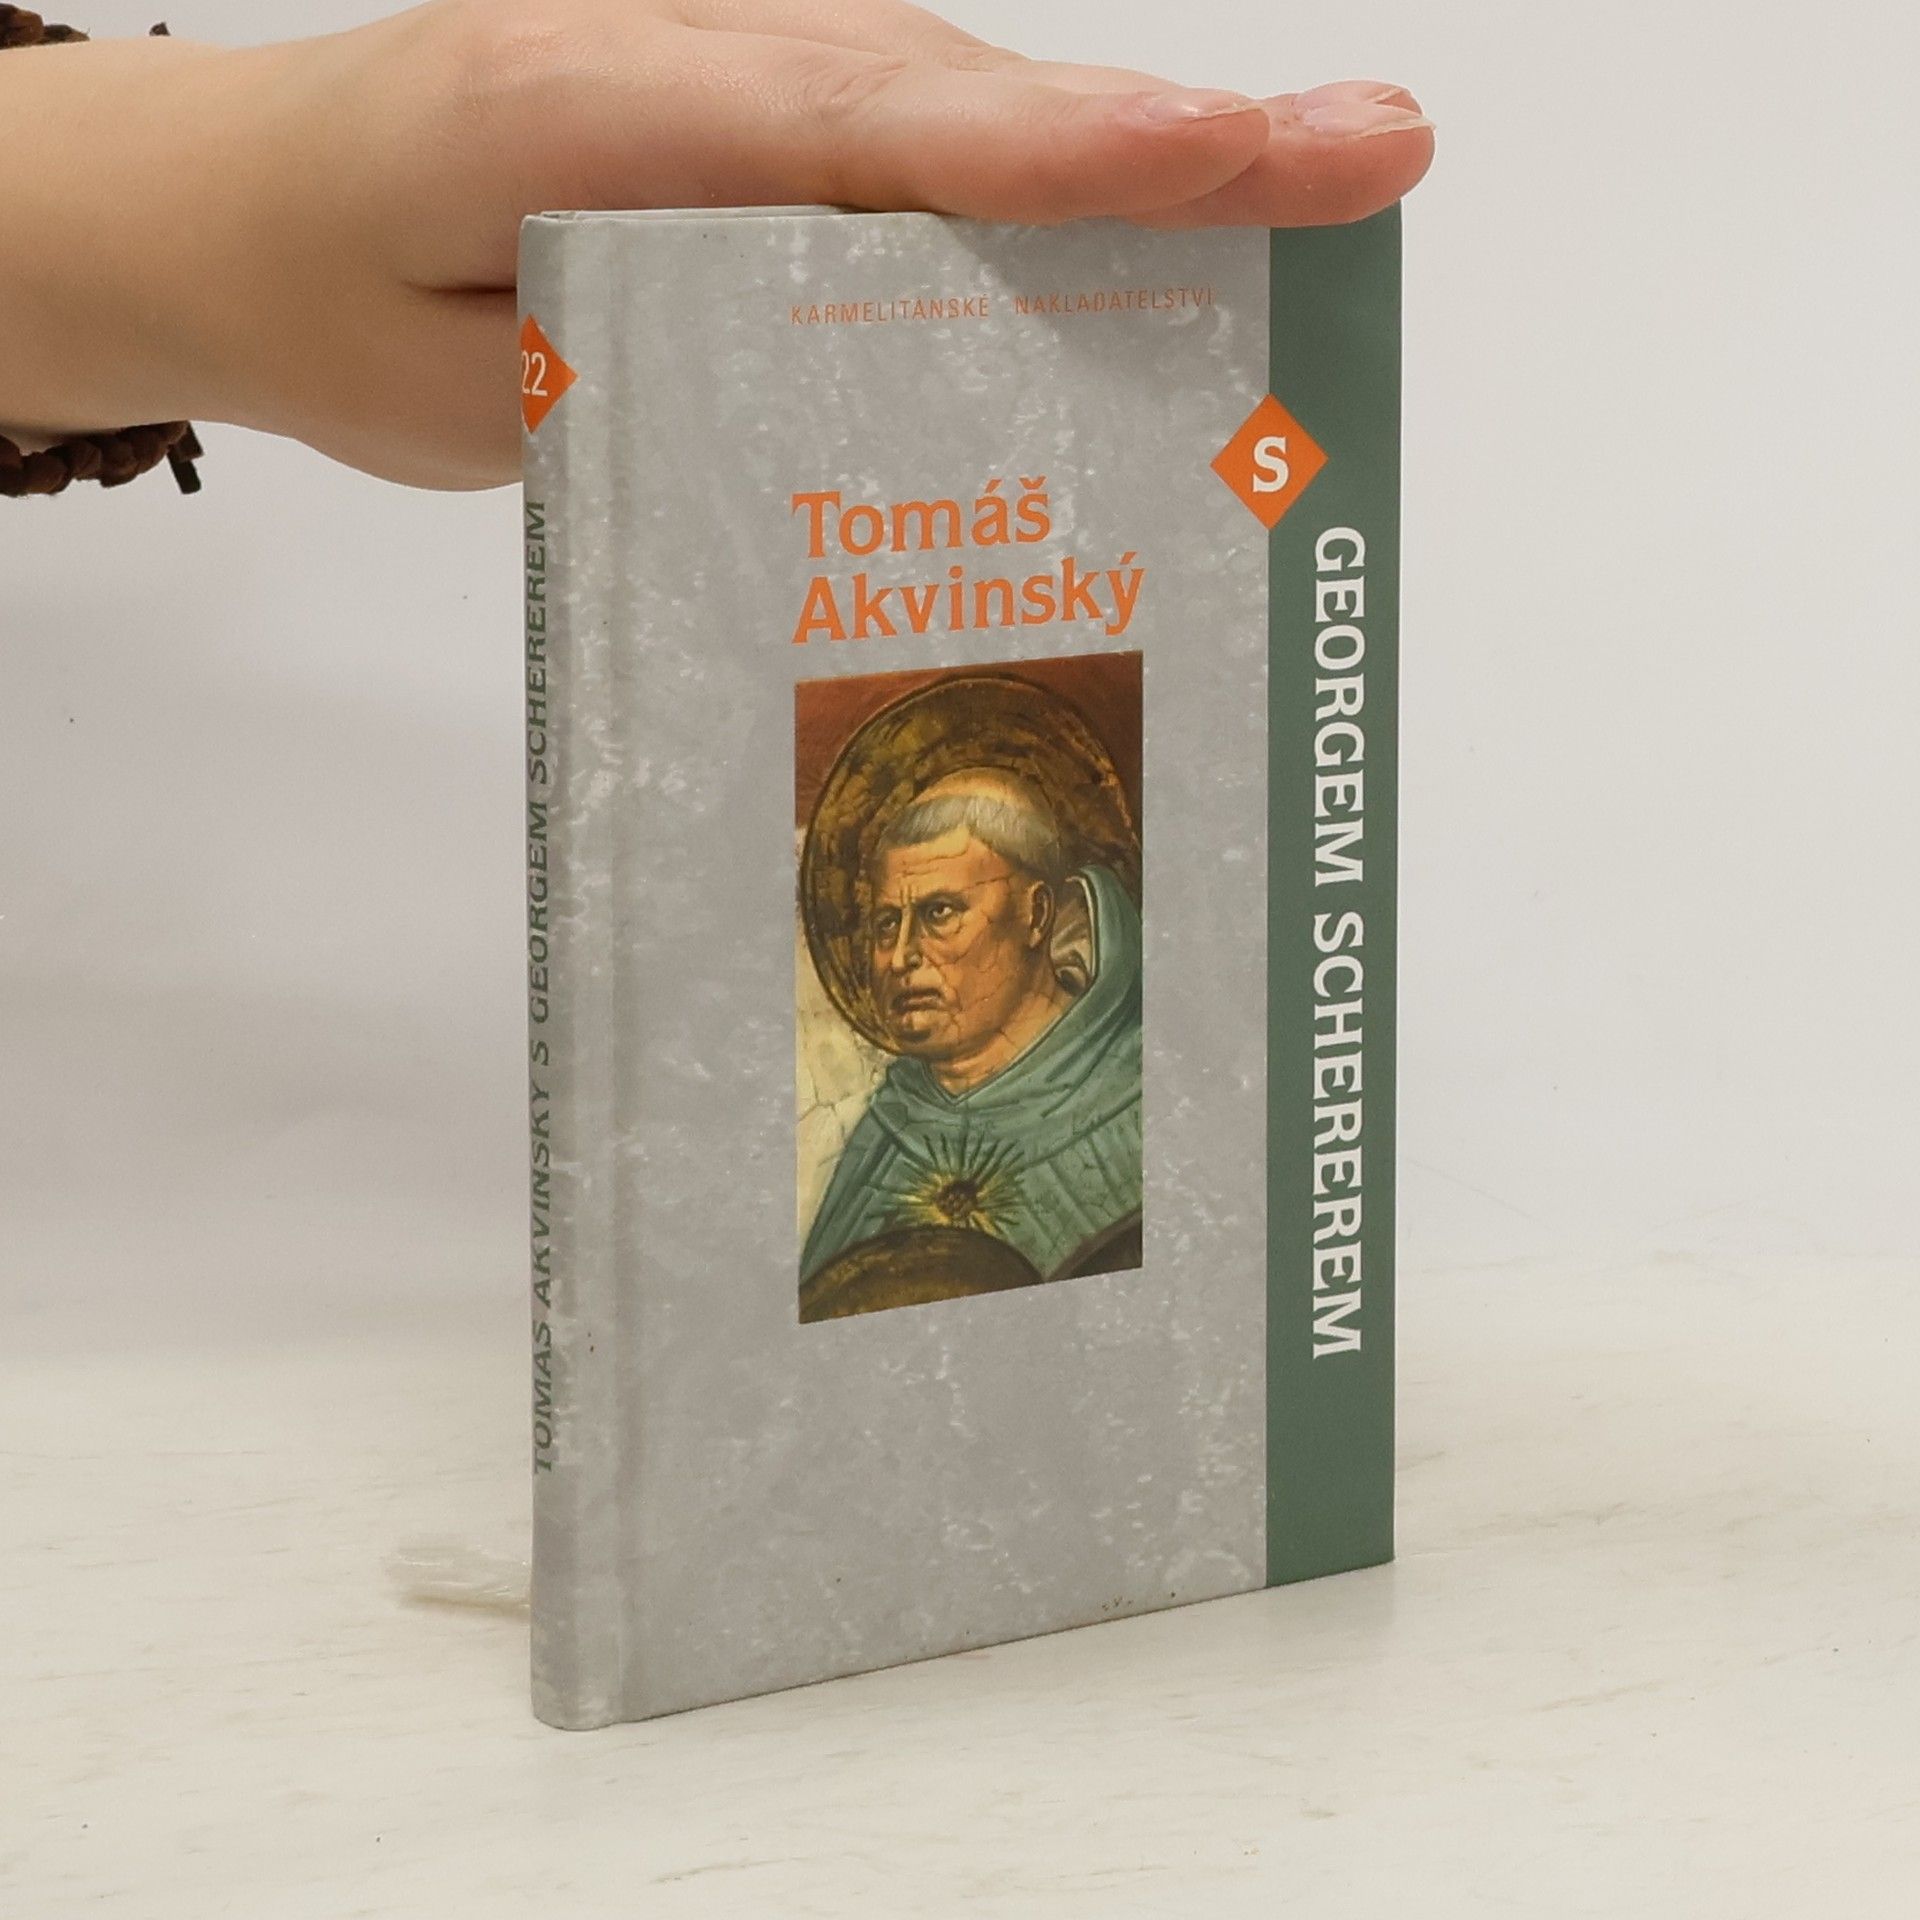 KARMELITÁNSKÉ NAKLADATELSTVÍ
Tomáš
Akvinský
S
GEORGEM SCHEREREM
22
TOMÁŠ AKVINSKÝ S GEORGEM SCHEREREM